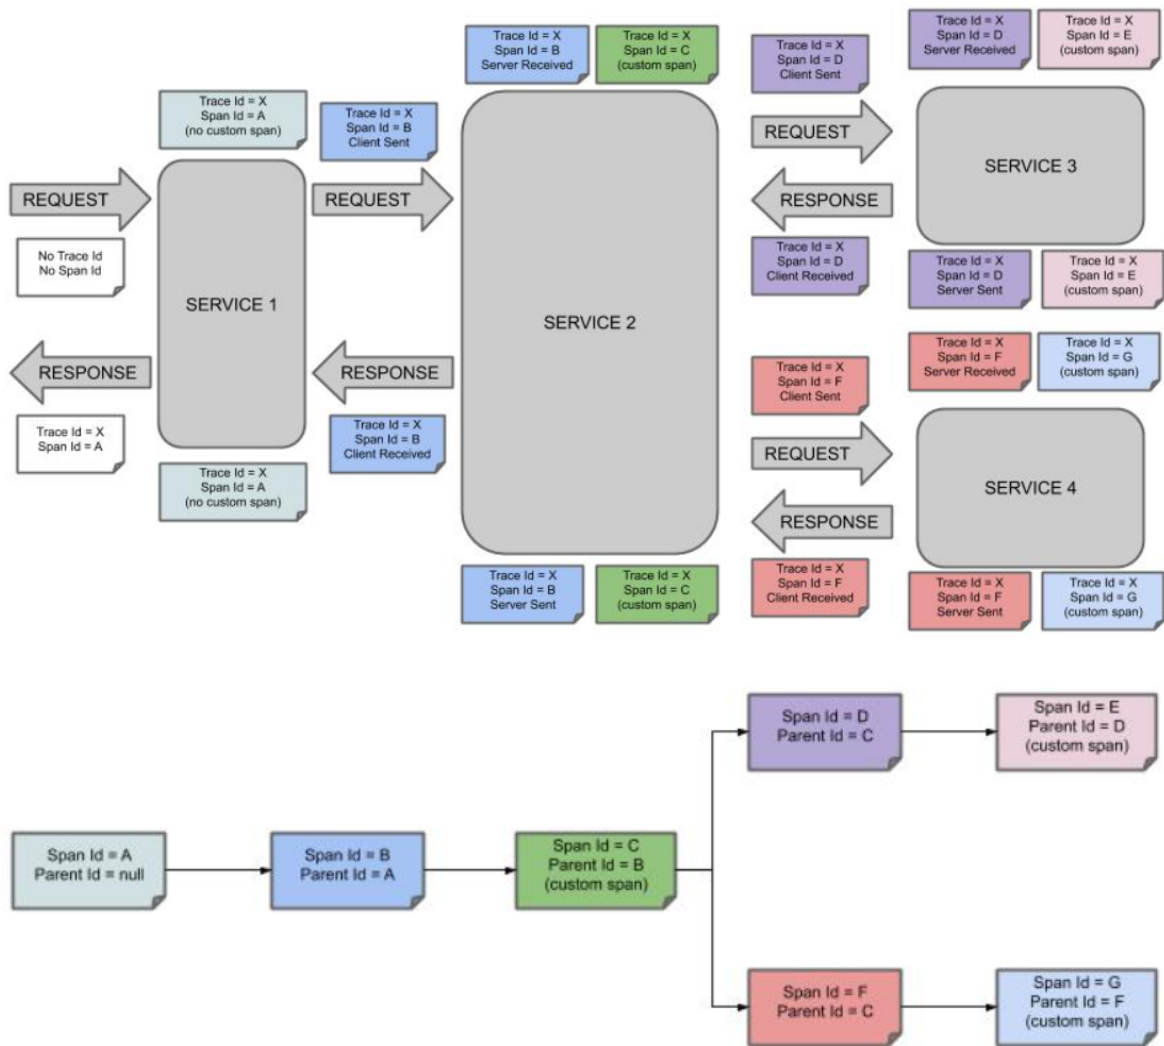 Trace Id = X
Span Id = B
Server Received
Trace Id = X
Span Id = C
(custom span)
Trace Id = X
Span Id = D
Client Sent
Trace Id = X
Span Id = D
Server Received
Trace Id = X
Span Id = E
(custom span)
Trace Id = X
Span Id = A
(no custom span)
Trace Id = X
Span Id = B
Client Sent
REQUEST
SERVICE 3
RESPONSE
REQUEST
REQUEST
No Trace Id
No Span Id
Trace Id = X
Span Id = D
Client Received
Trace Id = X
Span Id = D
Server Sent
Trace Id = X
Span Id = E
(custom span)
SERVICE 1
SERVICE 2
RESPONSE
RESPONSE
Trace Id = X
Span Id = F
Client Sent
Trace Id = X
Span Id = F
Server Received
Trace Id = X
Span Id = G
(custom span)
Trace Id = X
Span Id = A
Trace Id = X
Span Id = B
Client Received
REQUEST
SERVICE 4
RESPONSE
Trace Id = X
Span Id = A
(no custom span)
Trace Id = X
Span Id = B
Server Sent
Trace Id = X
Span Id = C
(custom span)
Trace Id = X
Span Id = F
Client Received
Trace Id = X
Span Id = F
Server Sent
Trace Id = X
Span Id = G
(custom span)
Span Id = D
Parent Id = C
Span Id = E
Parent Id = D
(custom span)
Span Id = A
Parent Id = null
Span Id = B
Parent Id = A
Span Id = C
Parent Id = B
(custom span)
Span Id = F
Parent Id = C
Span Id = G
Parent Id = F
(custom span)